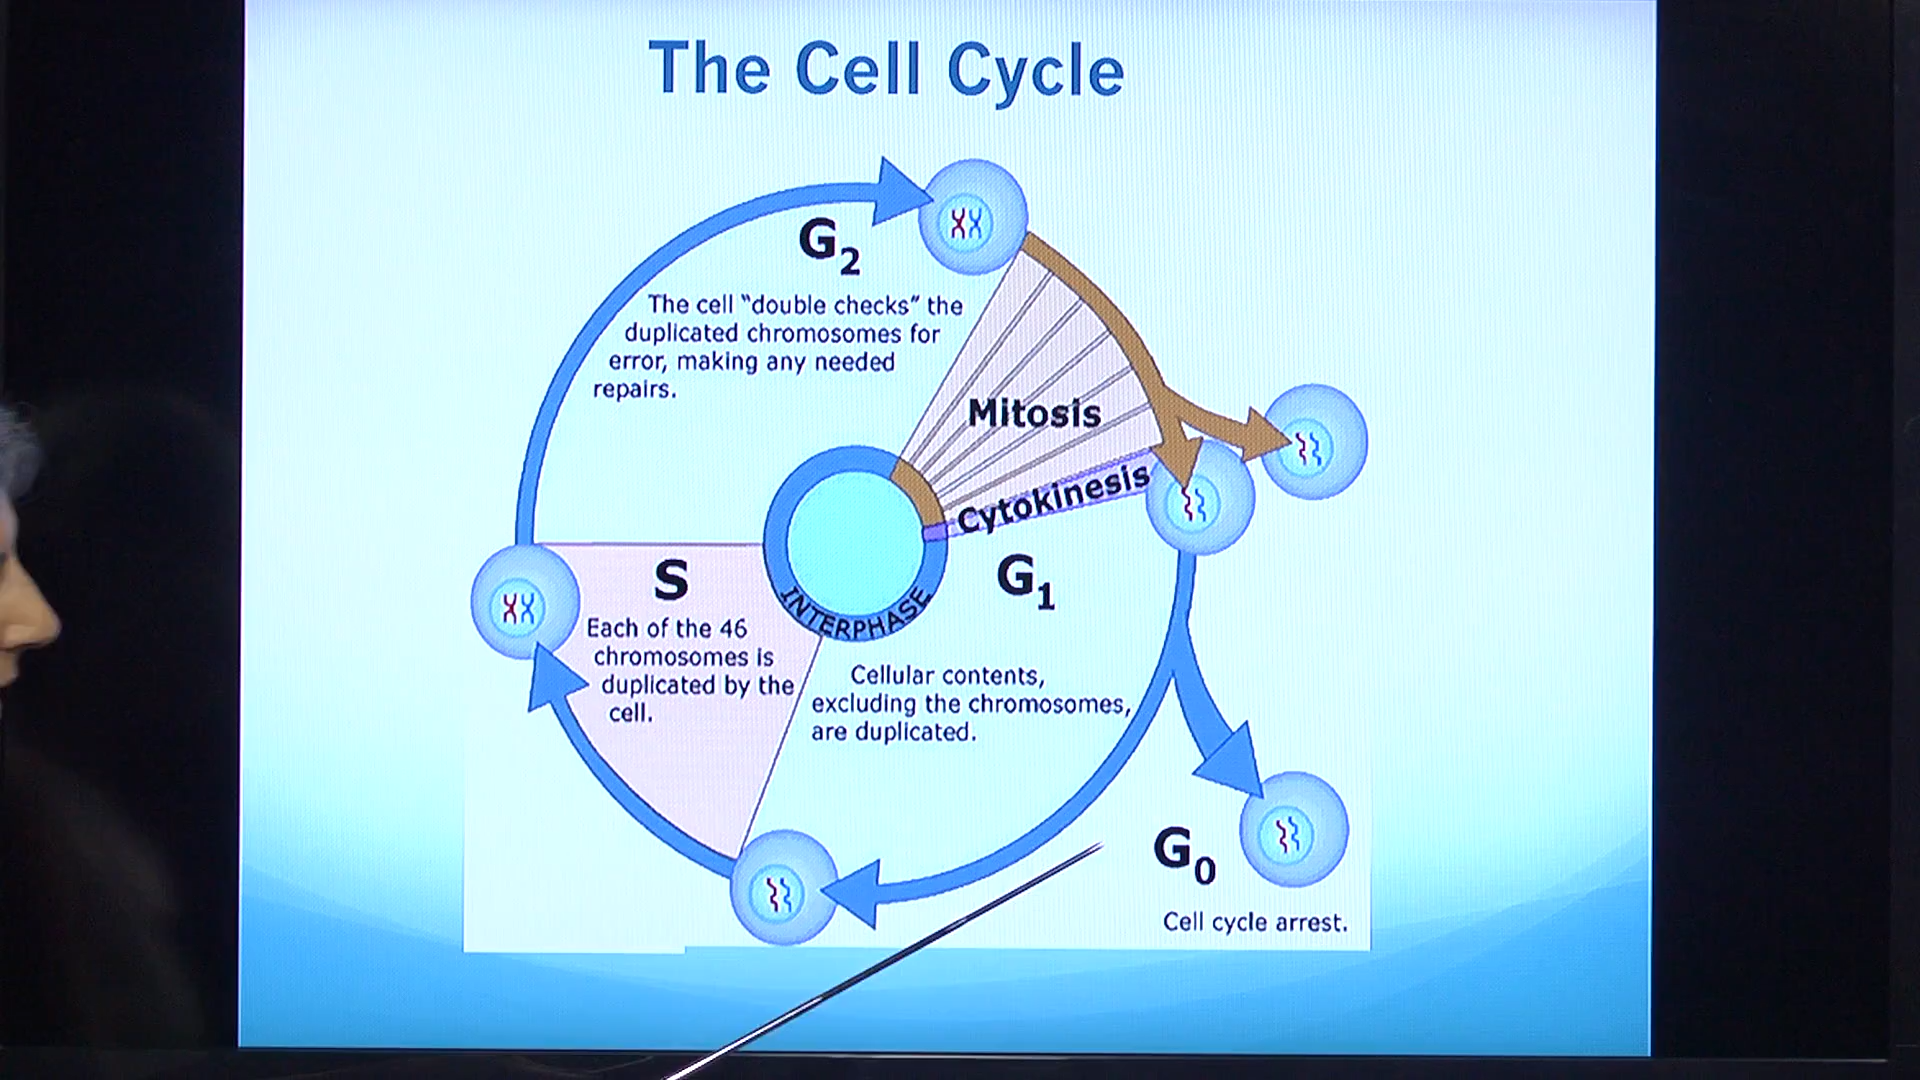 The Cell Cycle
G2
The cell "double checks" the
duplicated chromosomes for
error, making any needed
repairs.
Mitosis
Cytokinesis
S
Each of the 46
chromosomes is
duplicated by the
cell.
INTERPHASE
G1
Cellular contents,
excluding the chromosomes,
are duplicated.
G0
Cell cycle arrest.